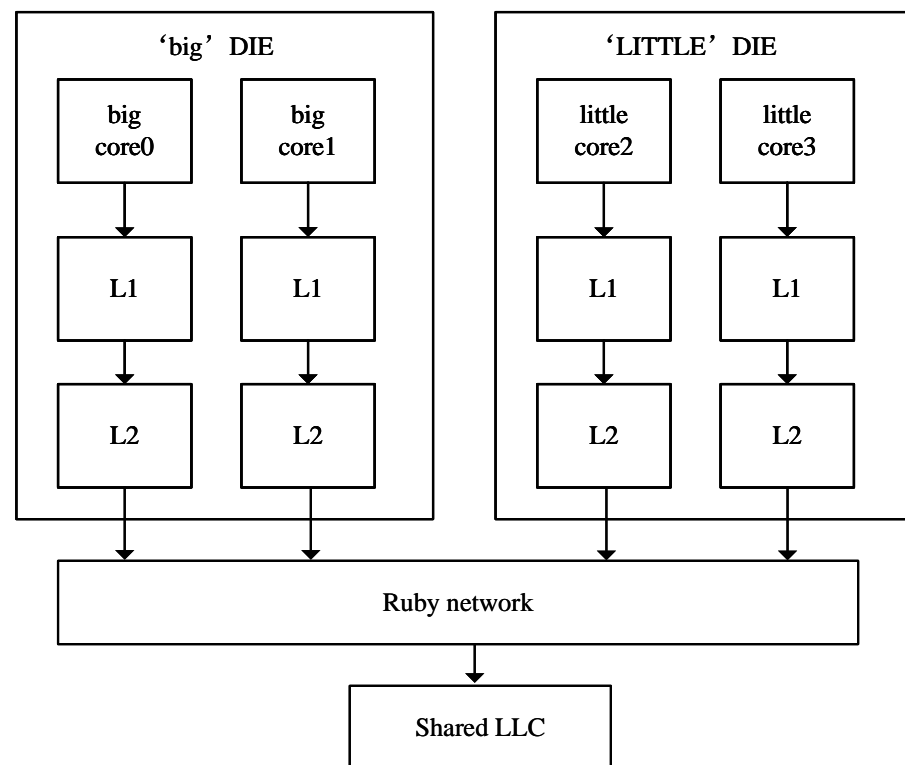 ‘big’ DIE
‘LITTLE’ DIE
big
core0
big
core1
little
core2
little
core3
L1
L1
L1
L1
L2
L2
L2
L2
Ruby network
Shared LLC